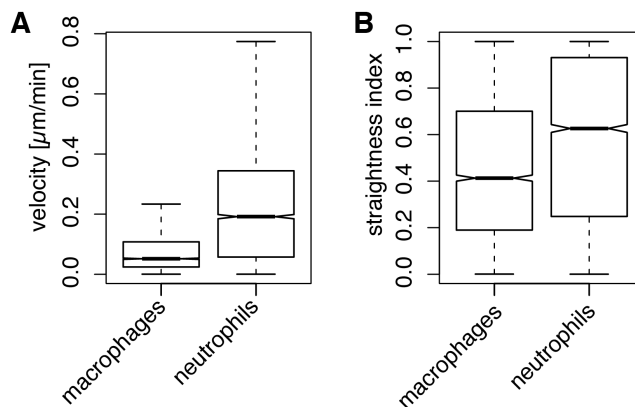 A
velocity [µm/min]
0.8
0.6
0.4
0.2
0.0
macrophages
neutrophils
B
straightness index
1.0
0.8
0.6
0.4
0.2
0.0
macrophages
neutrophils